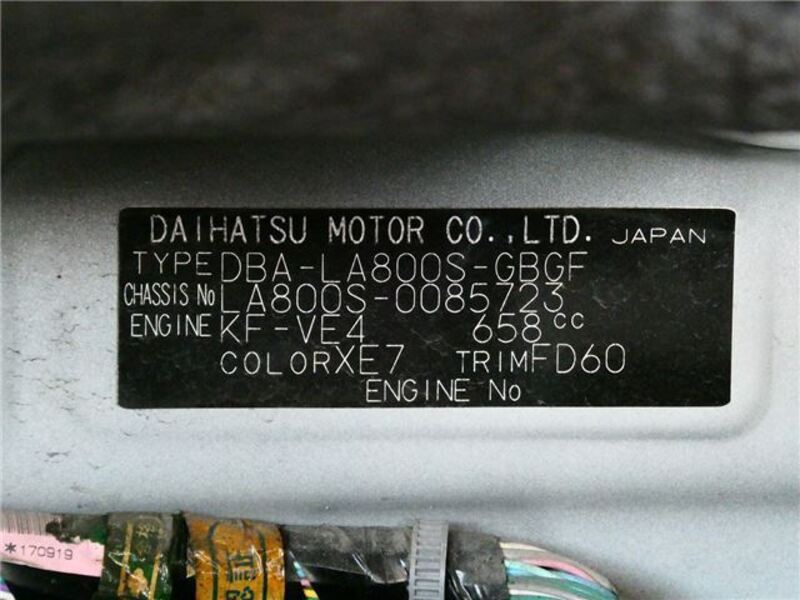 DAIHATSU MOTOR CO.,LTD. JAPAN
TYPE DBA-LA800S-GBGF
CHASSIS No LA800S-0085723
ENGINE KF-VE4 658cc
COLOR XE7 TRIM FD60
ENGINE No
*170919